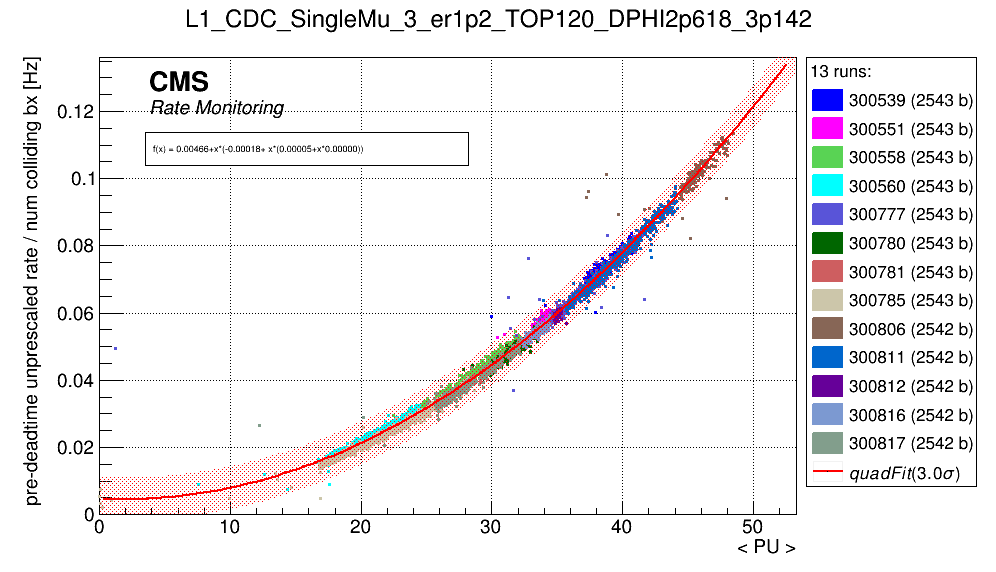 L1_CDC_SingleMu_3_er1p2_TOP120_DPHI2p618_3p142
pre-deadtime unprescaled rate / num colliding bx [Hz]
CMS
Rate Monitoring
f(x) = 0.00466+x*(-0.00018+ x*(0.00005+x*0.00000))
0.12
0.1
0.08
0.06
0.04
0.02
0
0 10 20 30 40 50
< PU >
13 runs:
300539 (2543 b)
300551 (2543 b)
300558 (2543 b)
300560 (2543 b)
300777 (2543 b)
300780 (2543 b)
300781 (2543 b)
300785 (2543 b)
300806 (2542 b)
300811 (2542 b)
300812 (2542 b)
300816 (2542 b)
300817 (2542 b)
quadFit(3.0σ)